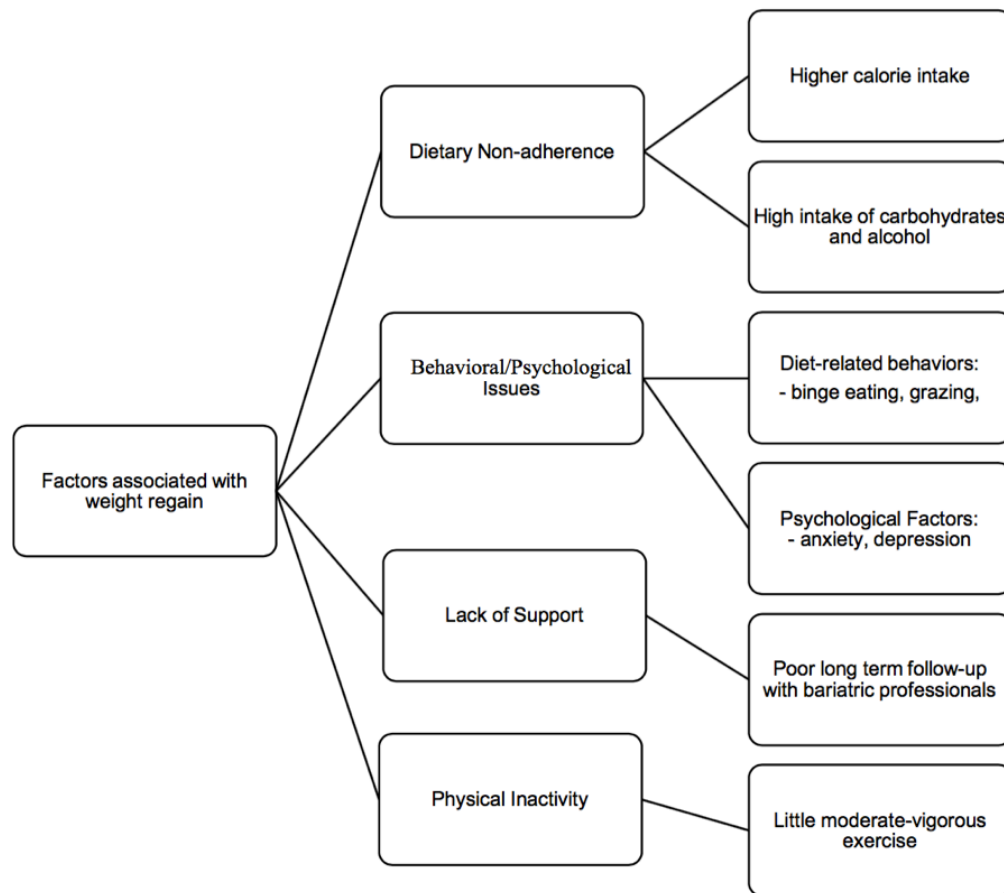 Higher calorie intake
Dietary Non-adherence
High intake of carbohydrates
and alcohol
Behavioral/Psychological
Issues
Diet-related behaviors:
- binge eating, grazing,
Factors associated with
weight regain
Psychological Factors:
- anxiety, depression
Lack of Support
Poor long term follow-up
with bariatric professionals
Physical Inactivity
Little moderate-vigorous
exercise